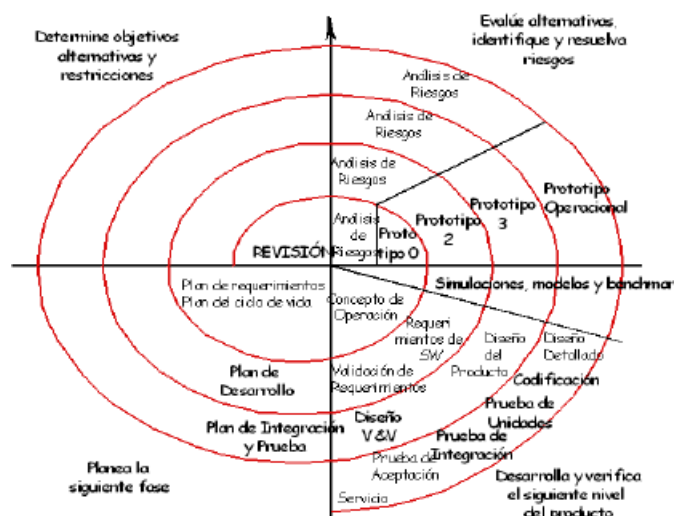 Determine objetivos
alternativas y
restricciones
Evalúe alternativas,
identifique y resuelva
riesgos
Análisis de
Riesgos
Análisis de
Riesgos
Análisis de
Riesgos
Análisis
de
Riesgos
Proto
tipo 0
Prototipo
2
Prototipo
3
Prototipo
Operacional
REVISIÓN
Simulaciones, modelos y benchmar
Plan de requerimientos
Plan del ciclo de vida
Concepto de
Operación
Requeri
mientos de
SW
Diseño
del
Producto
Diseño
Detallado
Plan de
Desarrollo
Validación de
Requerimientos
Codificación
Plan de Integración
y Prueba
Diseño
V&V
Prueba de
Unidades
Prueba de
Integración
Prueba de
Aceptación
Servicio
Planea la
siguiente fase
Desarrolla y verifica
el siguiente nivel
del producto